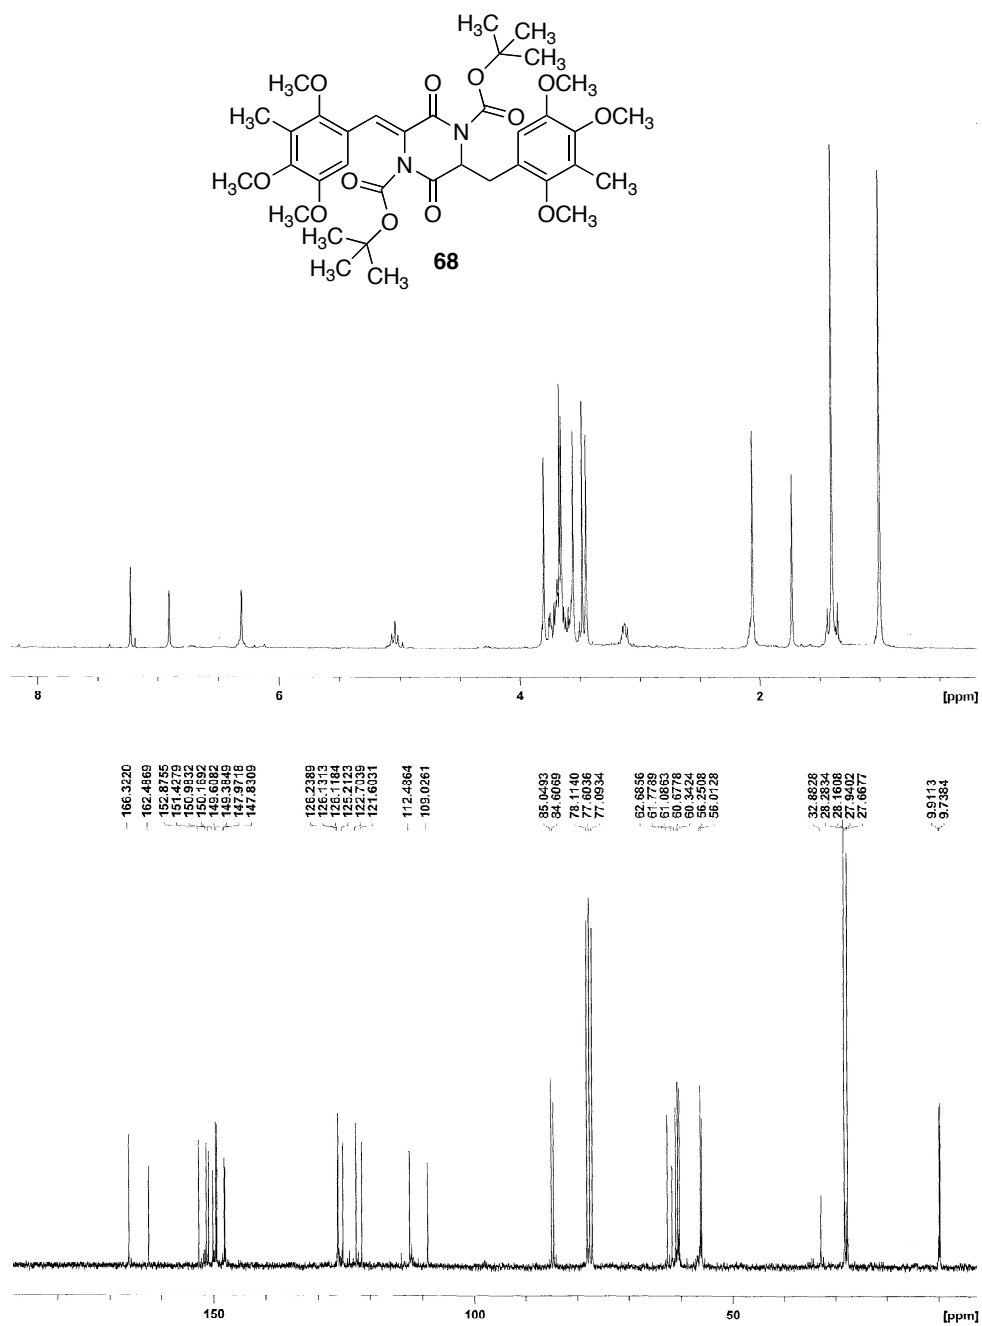 H₃C
CH₃
O
CH₃
H₃CO
O
OCH₃
H₃C
O
OCH₃
N
H₃CO
N
O
CH₃
H₃CO
O
O
OCH₃
H₃C
H₃C
CH₃
68
8
6
4
2
[ppm]
166.3220
162.4869
152.8755
151.4279
150.9832
150.1692
149.6082
149.3849
147.9718
147.8309
126.2389
126.1313
126.1184
125.2123
122.7039
121.6031
112.4864
109.0261
85.0493
84.6069
78.1140
77.6036
77.0934
62.6856
61.7789
61.0863
60.6778
60.3424
56.2508
56.0128
32.8828
28.2834
28.1608
27.9402
27.6677
9.9113
9.7384
150
100
50
[ppm]